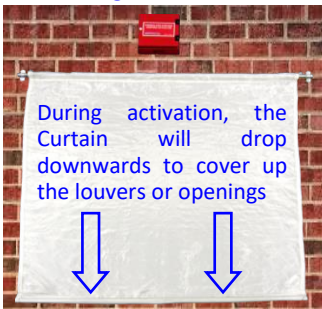 During activation, the
Curtain will drop
downwards to cover up
the louvers or openings